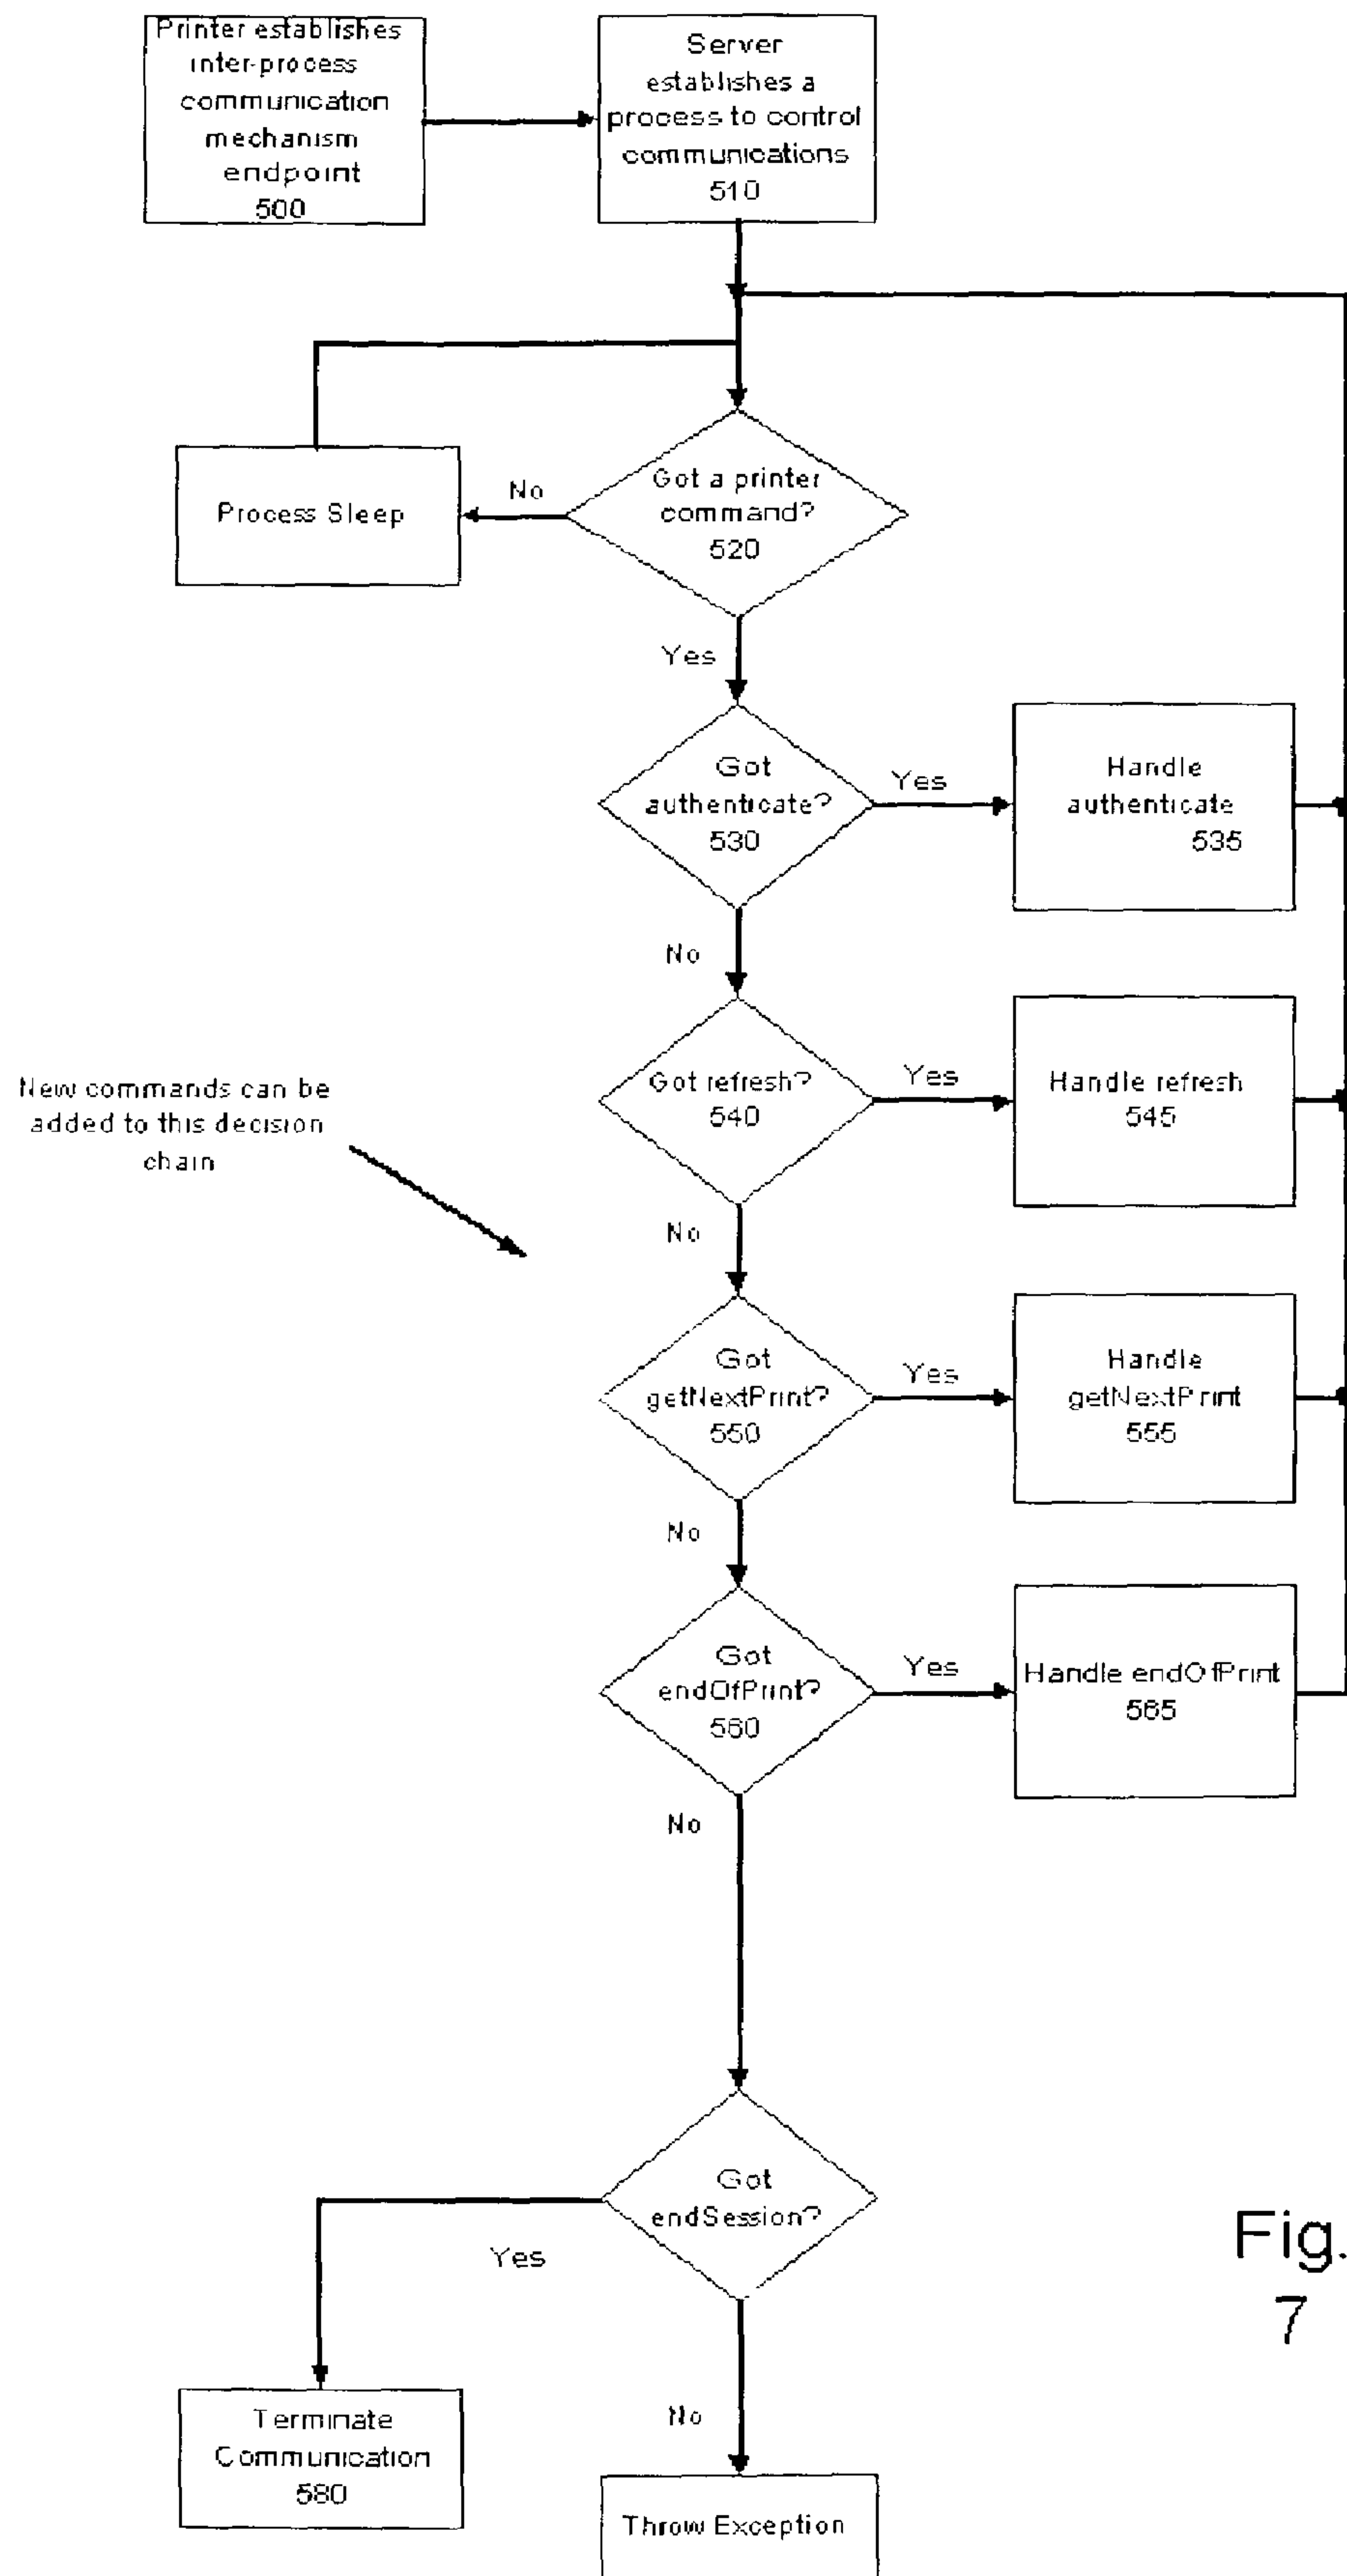 Printer establishes
inter-process
communication
mechanism
endpoint
500
Server
establishes a
process to control
communications
510
Got a printer
command?
520
No
Process Sleep
Yes
Got
authenticate?
530
Yes
Handle
authenticate
535
No
Got refresh?
540
Yes
Handle refresh
545
New commands can be
added to this decision
chain
No
Got
getNextPrint?
550
Yes
Handle
getNextPrint
555
No
Got
endOfPrint?
560
Yes
Handle endOfPrint
565
No
Got
endSession?
Yes
Fig.
7
Terminate
Communication
580
No
Throw Exception